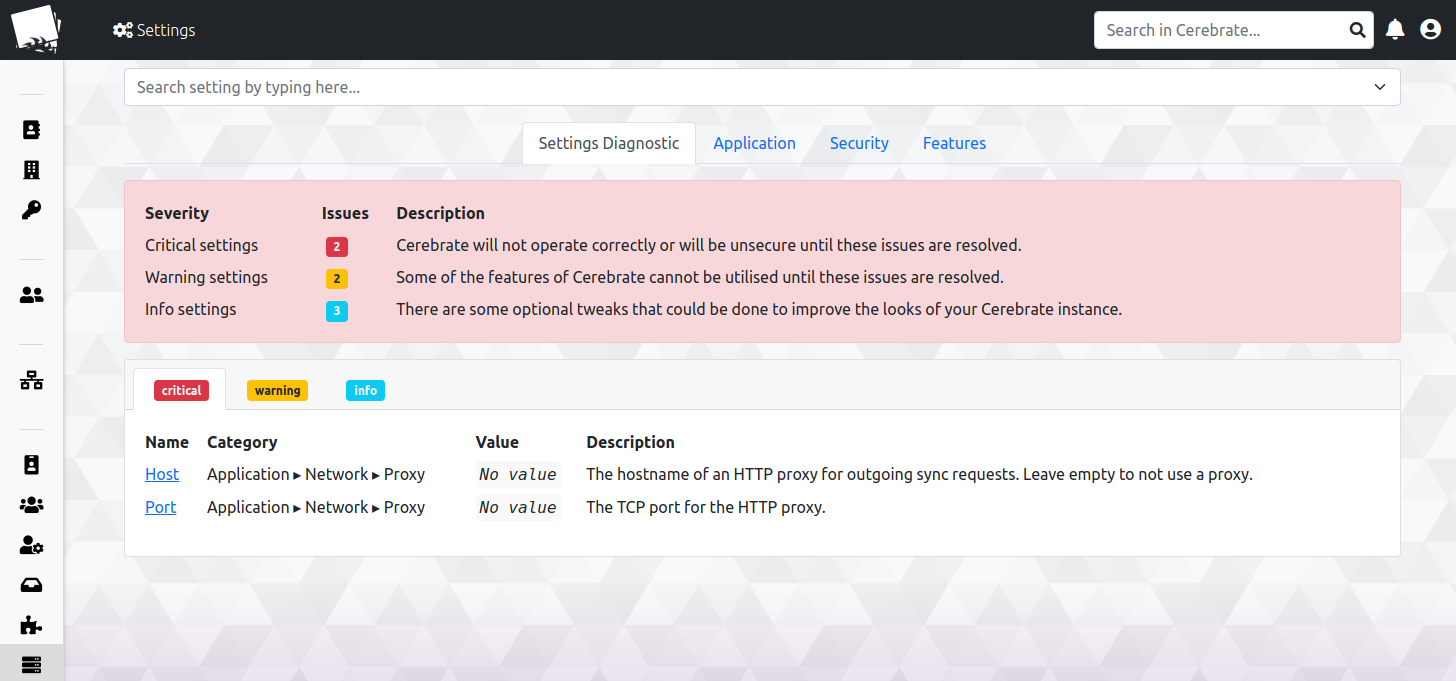 Settings
Search in Cerebrate...
Search setting by typing here...
Settings Diagnostic Application Security Features
Severity Issues Description
Critical settings 2 Cerebrate will not operate correctly or will be unsecure until these issues are resolved.
Warning settings 2 Some of the features of Cerebrate cannot be utilised until these issues are resolved.
Info settings 3 There are some optional tweaks that could be done to improve the looks of your Cerebrate instance.
critical warning info
Name Category Value Description
Host Application ▸ Network ▸ Proxy No value The hostname of an HTTP proxy for outgoing sync requests. Leave empty to not use a proxy.
Port Application ▸ Network ▸ Proxy No value The TCP port for the HTTP proxy.